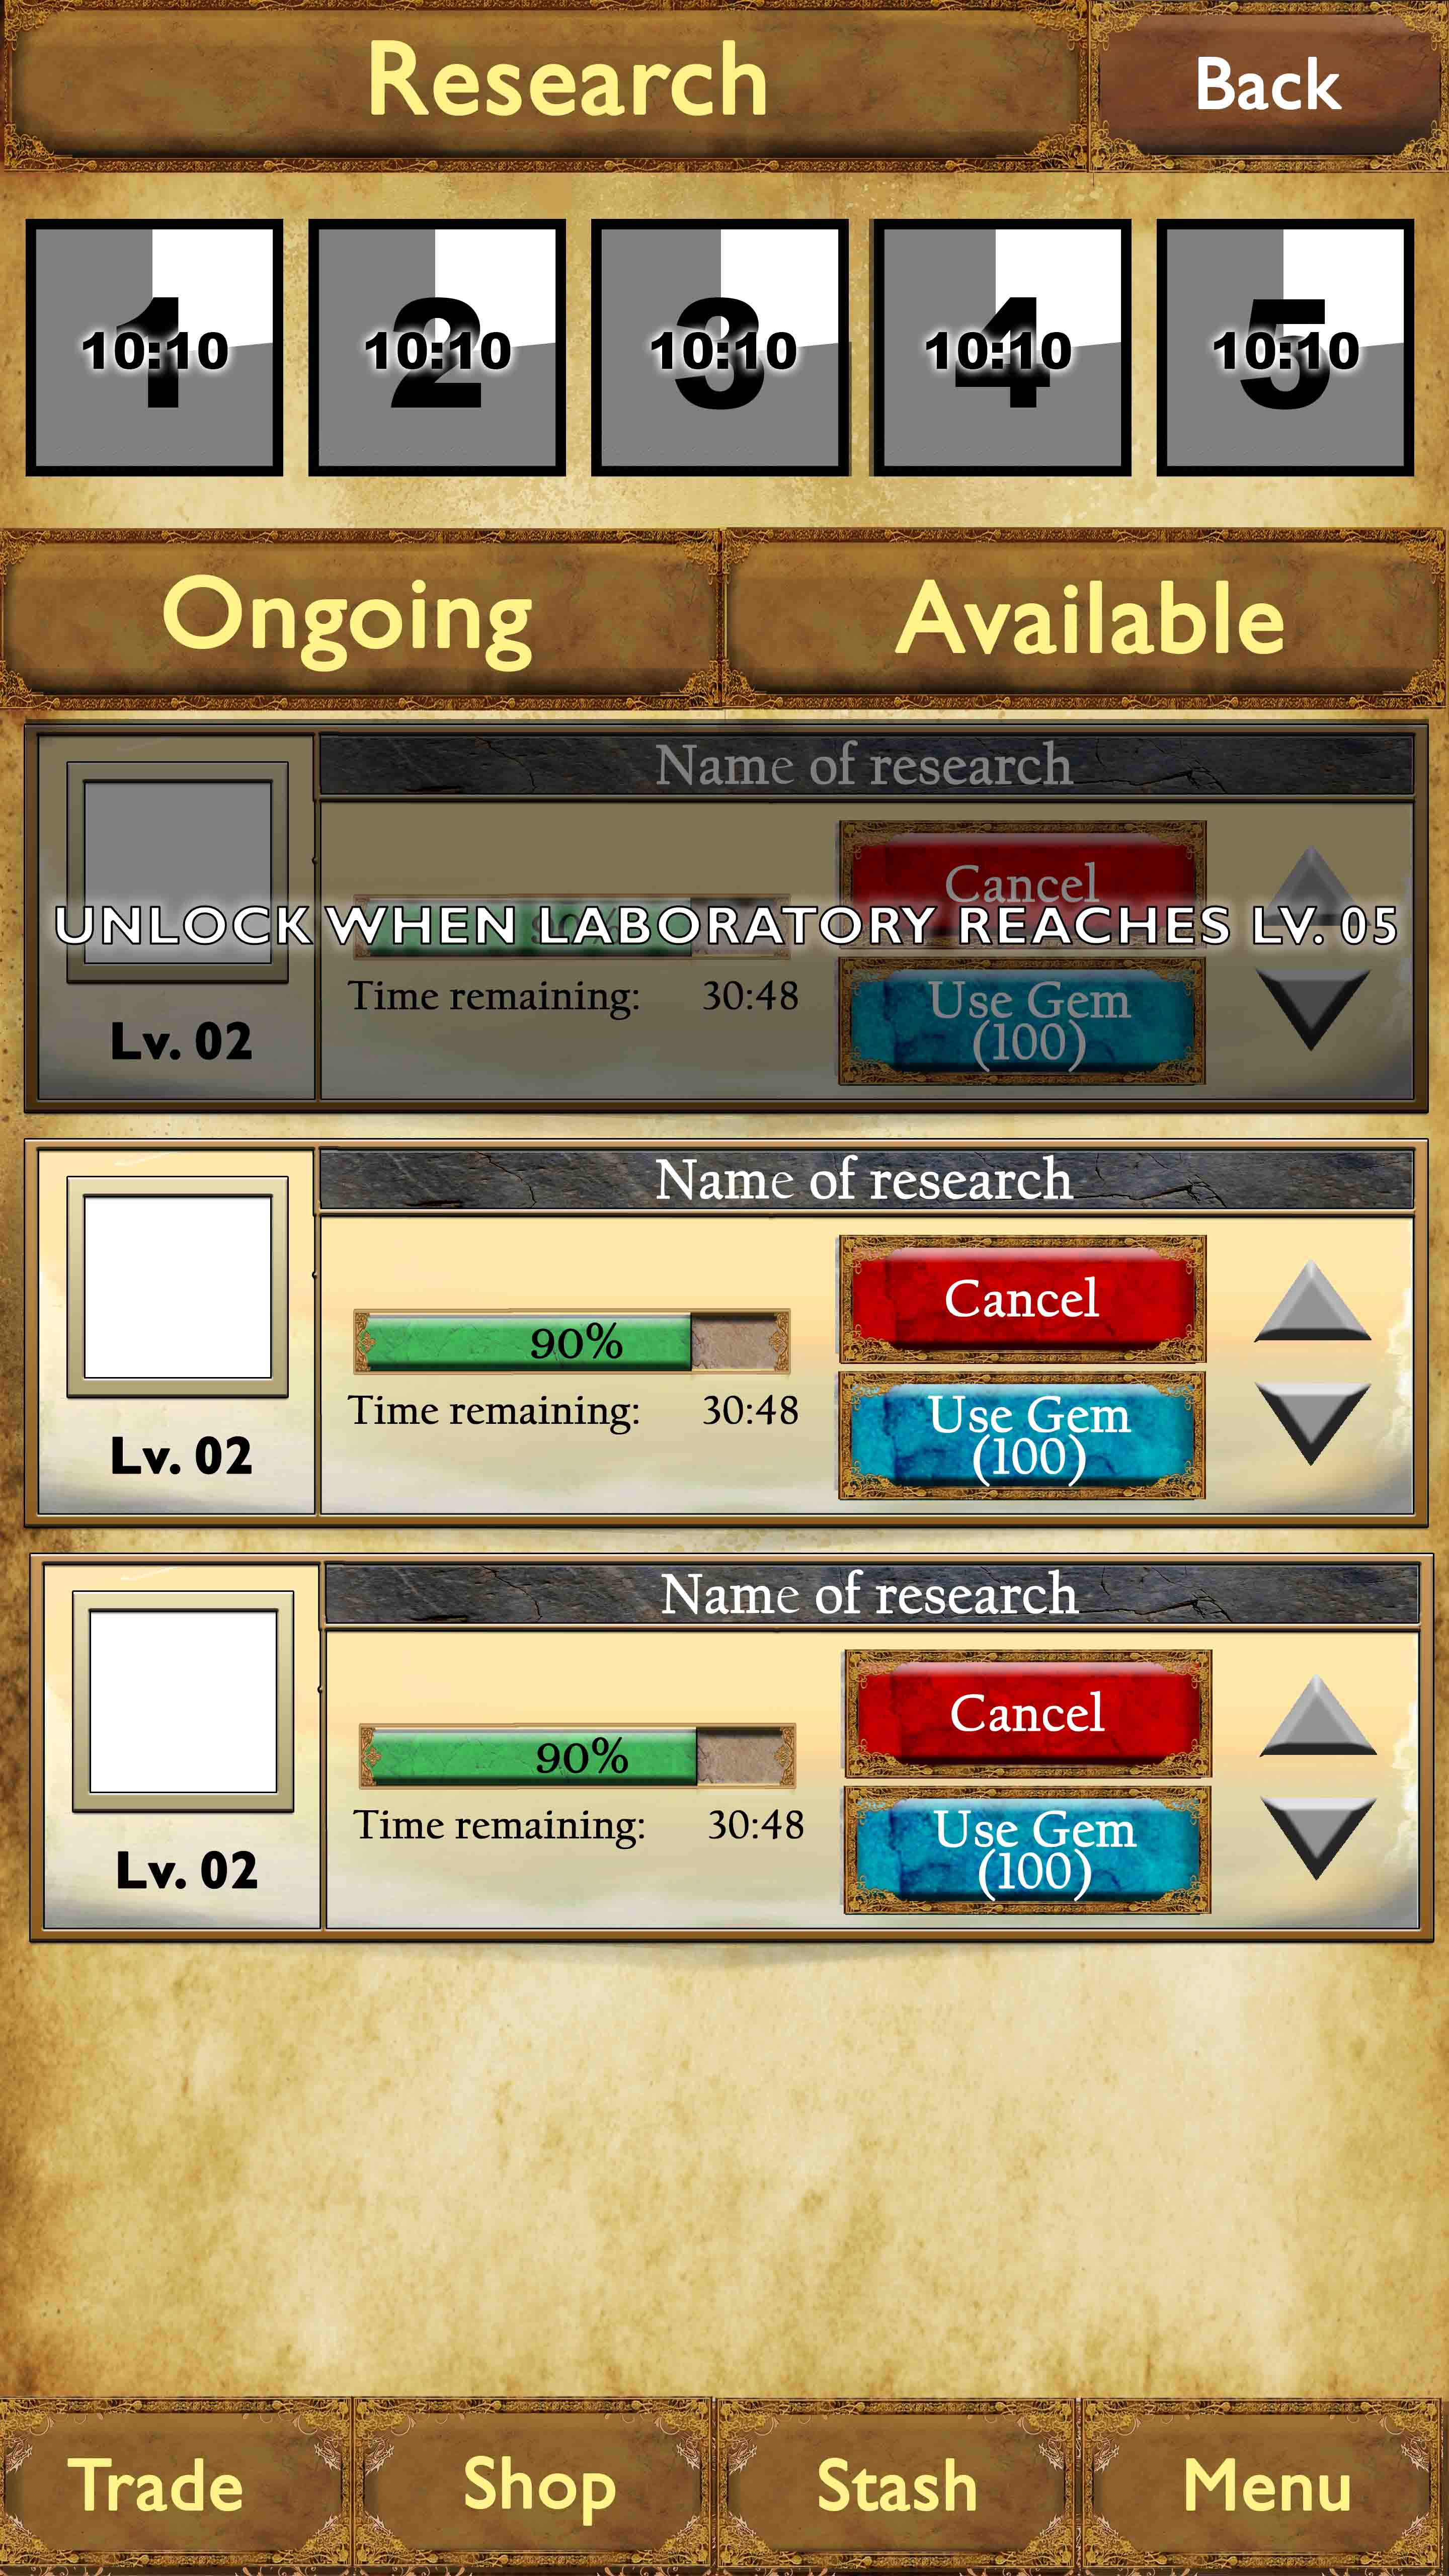 Research
Back
1 10:10
2 10:10
3 10:10
4 10:10
5 10:10
Ongoing
Available
Name of research
Cancel
UNLOCK WHEN LABORATORY REACHES LV. 05
90%
Time remaining: 30:48
Use Gem
(100)
Lv. 02
Name of research
Cancel
90%
Time remaining: 30:48
Use Gem
(100)
Lv. 02
Name of research
Cancel
90%
Time remaining: 30:48
Use Gem
(100)
Lv. 02
Trade
Shop
Stash
Menu